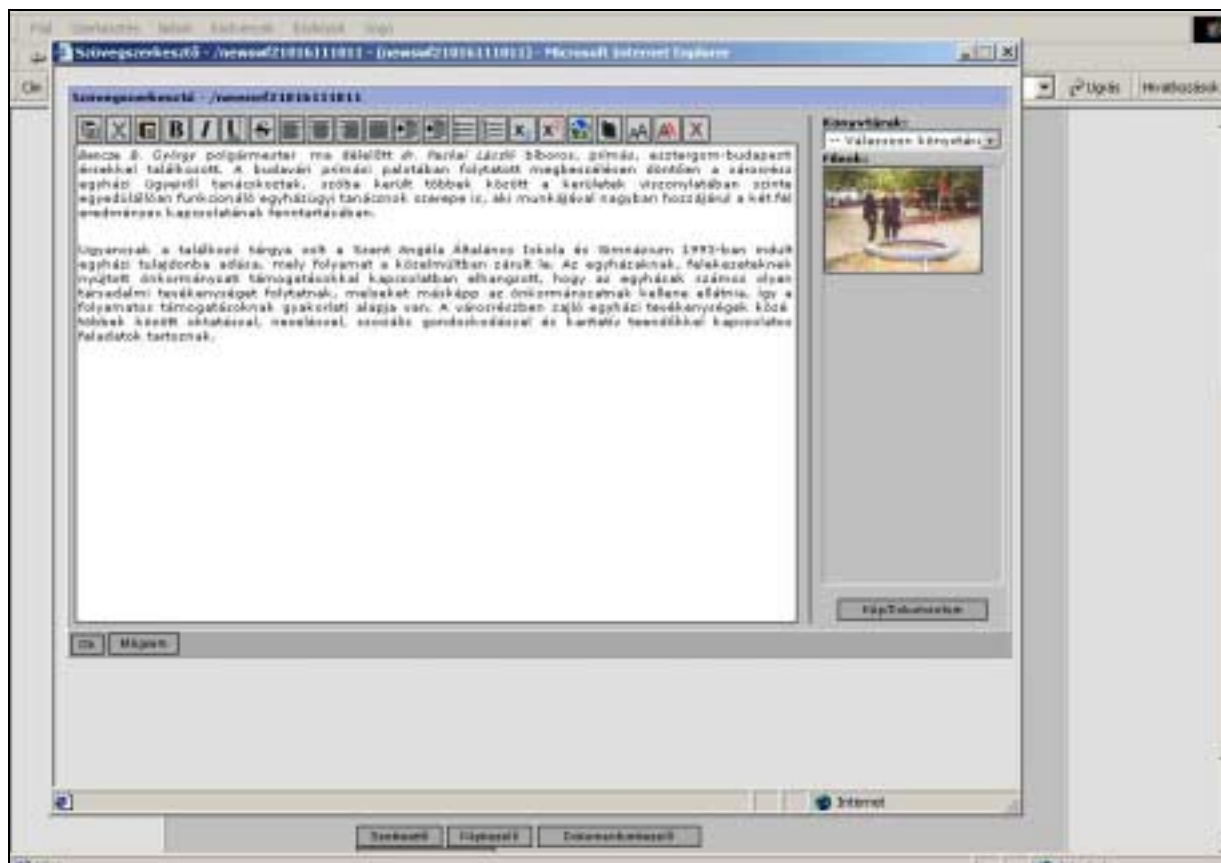 Szerkesztés
Szövegszerkesztő - /newswf21016111011 - (newswf21016111011) - Microsoft Internet Explorer
Ugrás Hivatkozások
Szövegszerkesztő - /newswf21016111011
B I U S
Könyvtárak:
-- Válasszon könyvtárat
Fileok:
Bencze B. György polgármester ma délelőtt dr. Paskai László bíboros, prímás, esztergom-budapesti
érsekkel találkozott. A budavári prímási palotában folytatott megbeszélésen döntően a városrész
egyházi ügyeiről tanácskoztak, szóba került többek között a kerületek viszonylatában szinte
egyedülállóan funkcionáló egyházügyi tanácsnok szerepe is, aki munkájával nagyban hozzájárul a két fél
eredményes kapcsolatának fenntartásában.
Ugyancsak a találkozó tárgya volt a Szent Angéla Általános Iskola és Gimnázium 1993-ban indult
egyházi tulajdonba adása, mely folyamat a közelmúltban zárult le. Az egyházaknak, felekezeteknek
nyújtott önkormányzati támogatásokkal kapcsolatban elhangzott, hogy az egyházak számos olyan
társadalmi tevékenységet folytatnak, melyeket másképp az önkormányzatnak kellene ellátnia, így a
folyamatos támogatásoknak gyakorlati alapja van. A városrészben zajló egyházi tevékenységek közé
többek között oktatással, neveléssel, szociális gondoskodással és karitatív teendőkkel kapcsolatos
feladatok tartoznak.
Kép/Dokumentum
Ok Mégsem
Internet
Szerkesztő Képkezelő Dokumentumkezelő